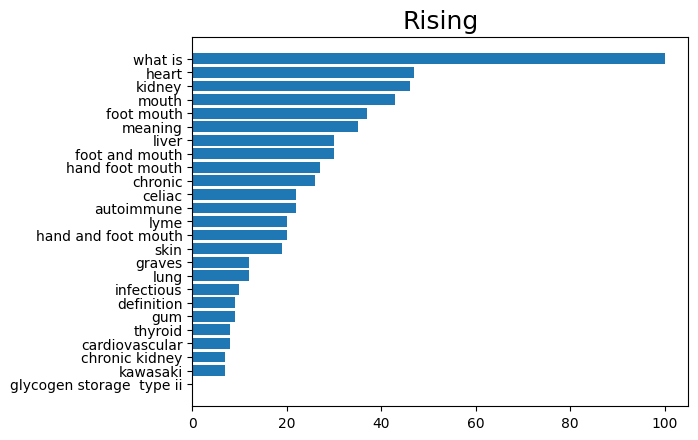 Rising
what is
heart
kidney
mouth
foot mouth
meaning
liver
foot and mouth
hand foot mouth
chronic
celiac
autoimmune
lyme
hand and foot mouth
skin
graves
lung
infectious
definition
gum
thyroid
cardiovascular
chronic kidney
kawasaki
glycogen storage  type ii
0 20 40 60 80 100